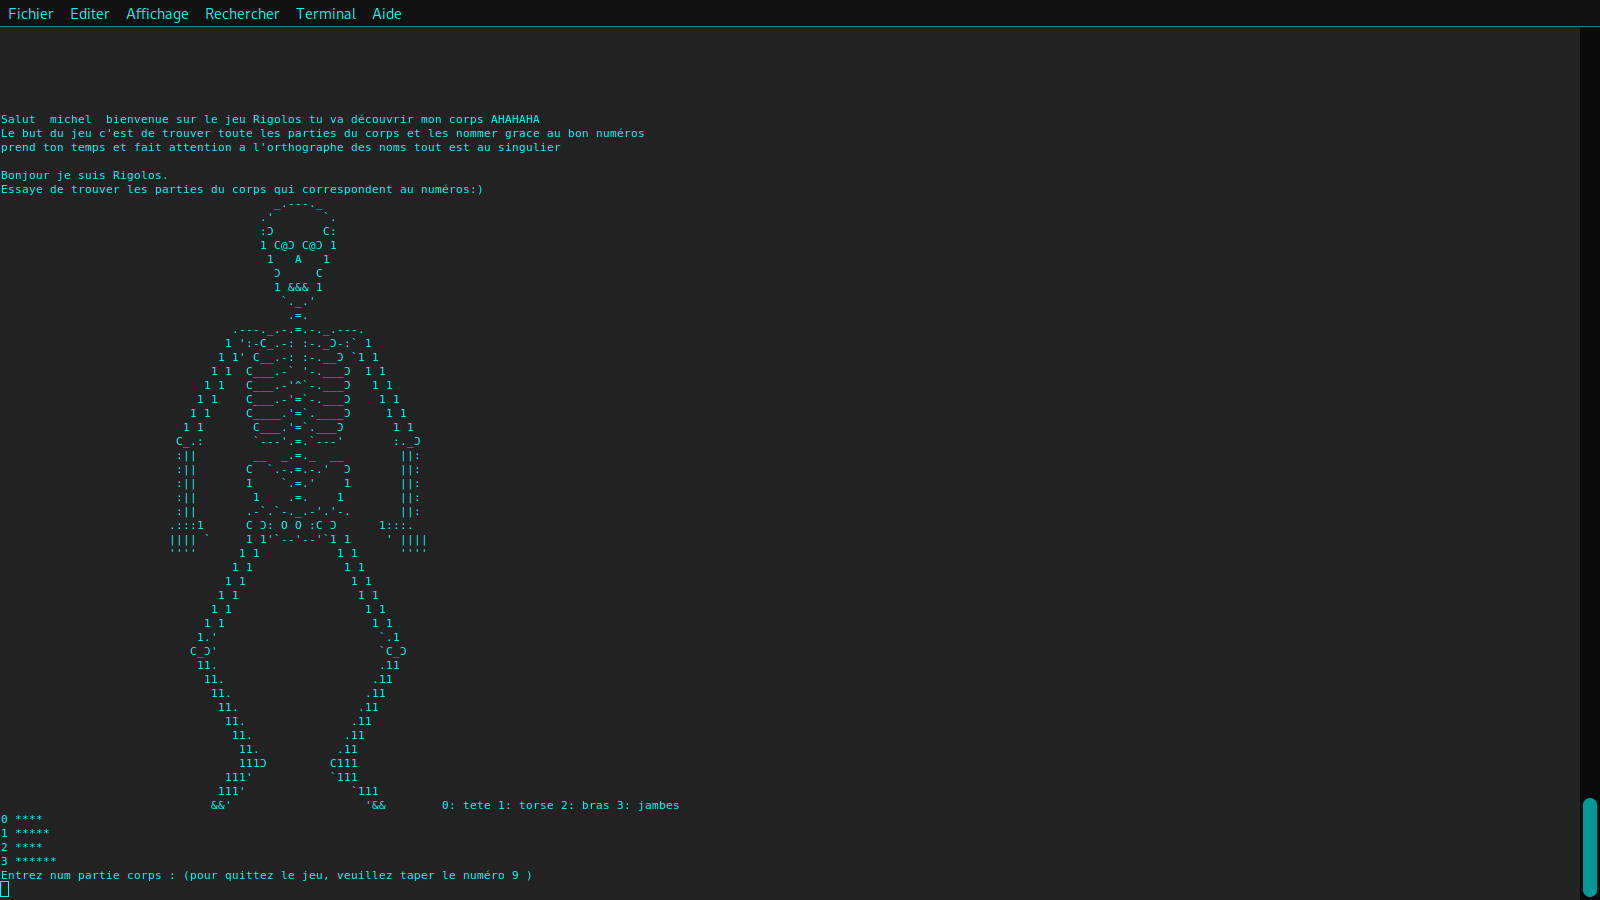 Fichier Editer Affichage Rechercher Terminal Aide
Salut  michel  bienvenue sur le jeu Rigolos tu va découvrir mon corps AHAHAHA
Le but du jeu c'est de trouver toute les parties du corps et les nommer grace au bon numéros
prend ton temps et fait attention a l'orthographe des noms tout est au singulier
Bonjour je suis Rigolos.
Essaye de trouver les parties du corps qui correspondent au numéros:)
0: tete 1: torse 2: bras 3: jambes
0 ****
1 *****
2 ****
3 ******
Entrez num partie corps : (pour quittez le jeu, veuillez taper le numéro 9 )